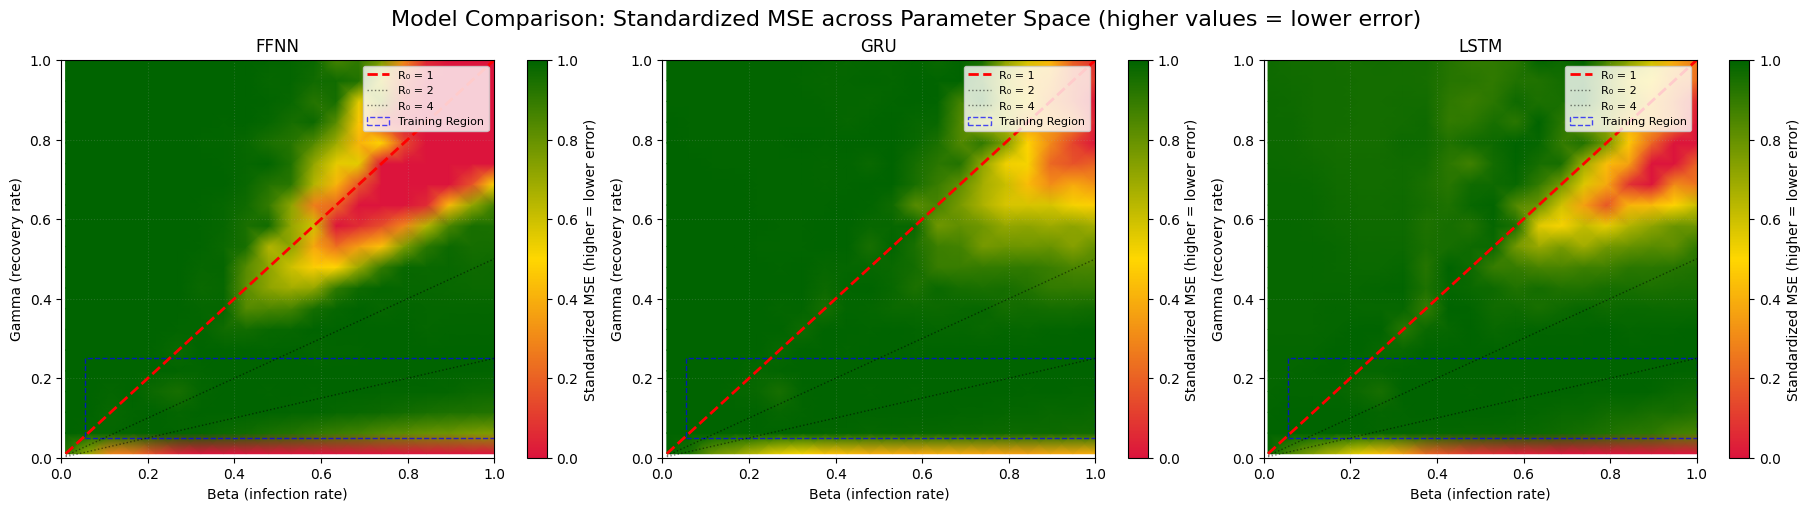 Model Comparison: Standardized MSE across Parameter Space (higher values = lower error)
FFNN
R₀ = 1
R₀ = 2
R₀ = 4
Training Region
1.0
0.8
0.6
0.4
0.2
0.0
Gamma (recovery rate)
0.0 0.2 0.4 0.6 0.8 1.0
Beta (infection rate)
1.0
0.8
0.6
0.4
0.2
0.0
Standardized MSE (higher = lower error)
GRU
R₀ = 1
R₀ = 2
R₀ = 4
Training Region
1.0
0.8
0.6
0.4
0.2
0.0
Gamma (recovery rate)
0.0 0.2 0.4 0.6 0.8 1.0
Beta (infection rate)
1.0
0.8
0.6
0.4
0.2
0.0
Standardized MSE (higher = lower error)
LSTM
R₀ = 1
R₀ = 2
R₀ = 4
Training Region
1.0
0.8
0.6
0.4
0.2
0.0
Gamma (recovery rate)
0.0 0.2 0.4 0.6 0.8 1.0
Beta (infection rate)
1.0
0.8
0.6
0.4
0.2
0.0
Standardized MSE (higher = lower error)